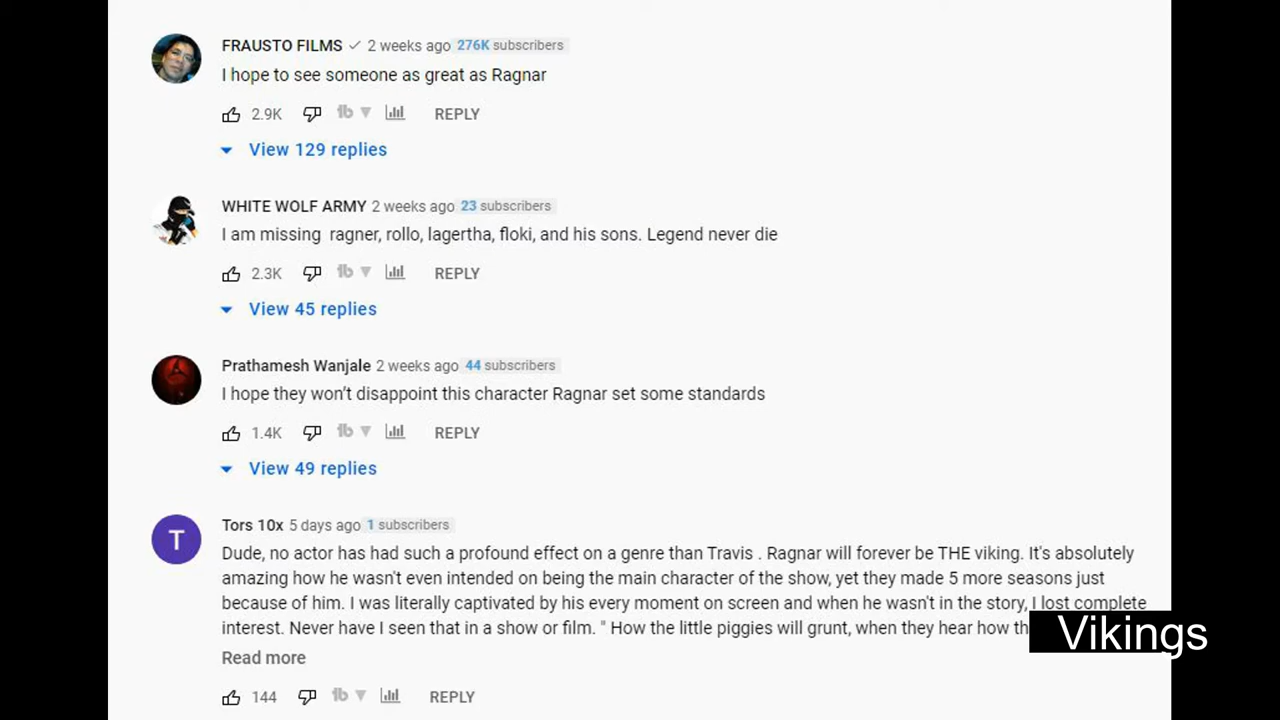 FRAUSTO FILMS 2 weeks ago 276K subscribers
I hope to see someone as great as Ragnar
2.9K REPLY
View 129 replies
WHITE WOLF ARMY 2 weeks ago 23 subscribers
I am missing ragner, rollo, lagertha, floki, and his sons. Legend never die
2.3K REPLY
View 45 replies
Prathamesh Wanjale 2 weeks ago 44 subscribers
I hope they won't disappoint this character Ragnar set some standards
1.4K REPLY
View 49 replies
T
Tors 10x 5 days ago 1 subscribers
Dude, no actor has had such a profound effect on a genre than Travis . Ragnar will forever be THE viking. It's absolutely
amazing how he wasn't even intended on being the main character of the show, yet they made 5 more seasons just
because of him. I was literally captivated by his every moment on screen and when he wasn't in the story, I lost complete
interest. Never have I seen that in a show or film. " How the little piggies will grunt, when they hear how
Vikings
Read more
144 REPLY